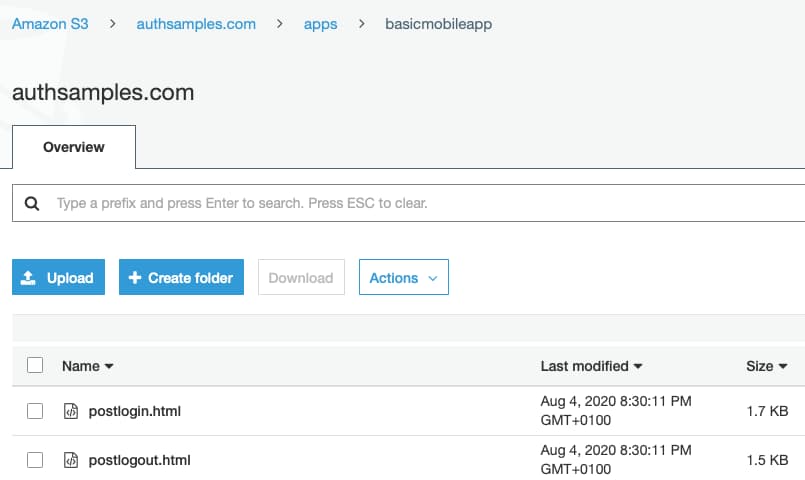 Amazon S3 > authsamples.com > apps > basicmobileapp
authsamples.com
Overview
Type a prefix and press Enter to search. Press ESC to clear.
Upload + Create folder Download Actions
Name Last modified Size
postlogin.html Aug 4, 2020 8:30:11 PM GMT+0100 1.7 KB
postlogout.html Aug 4, 2020 8:30:11 PM GMT+0100 1.5 KB